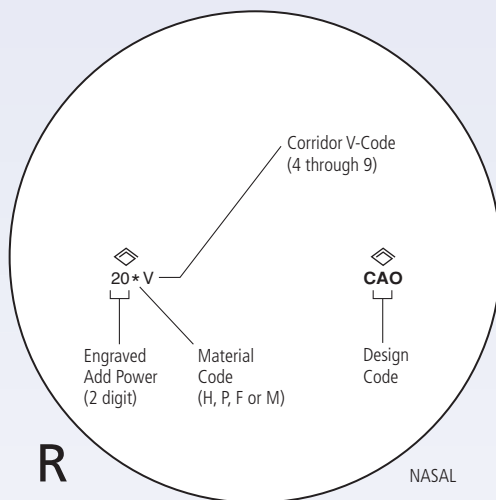 Corridor V-Code
(4 through 9)
20*V
CAO
Engraved
Add Power
(2 digit)
Material
Code
(H, P, F or M)
Design
Code
R
NASAL